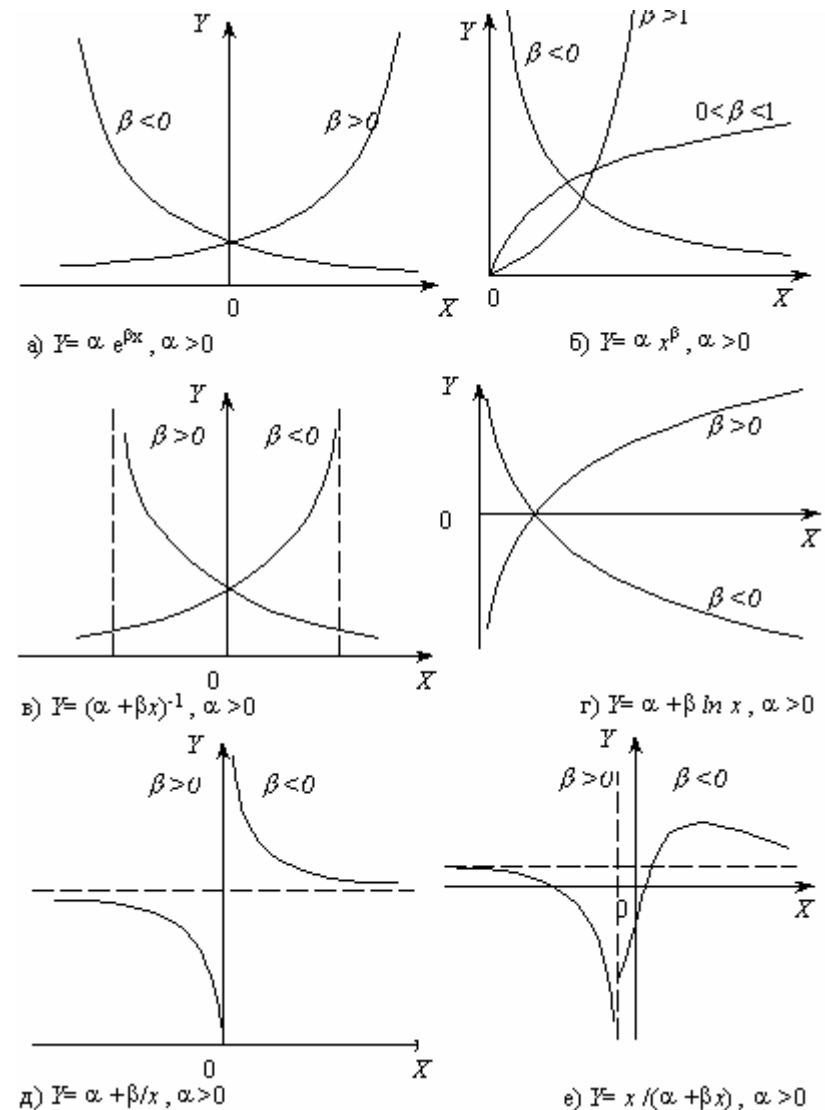 Y
Y
β<0
β>0
β<0
β>1
0<β<1
0
X
0
X
а) Y= α e^βx , α >0
б) Y= α x^β , α >0
Y
β>0
β<0
Y
β>0
0
X
β<0
0
X
в) Y= (α +βx)^-1 , α >0
г) Y= α +β ln x , α >0
Y
β>0
β<0
Y
β>0
β<0
0
X
0
X
д) Y= α +β/x , α>0
е) Y= x /(α +βx) , α >0